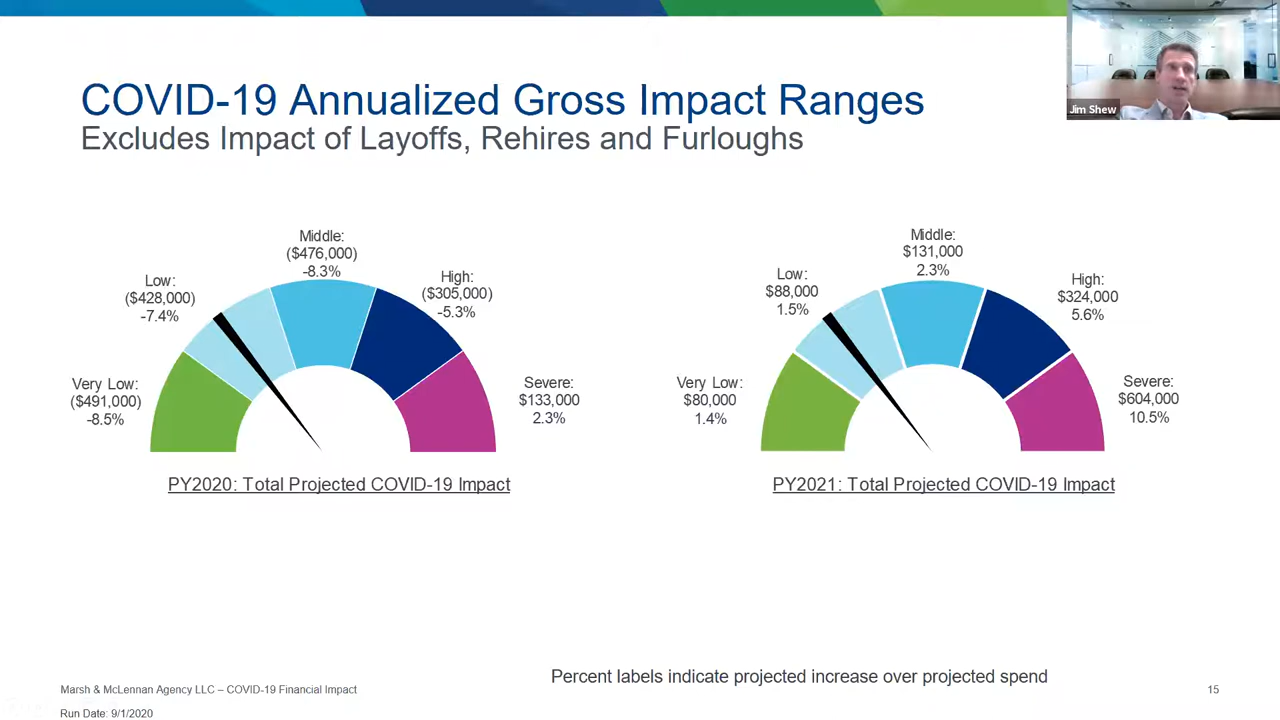 Jim Shew
COVID-19 Annualized Gross Impact Ranges
Excludes Impact of Layoffs, Rehires and Furloughs
Very Low:
($491,000)
-8.5%
Low:
($428,000)
-7.4%
Middle:
($476,000)
-8.3%
High:
($305,000)
-5.3%
Severe:
$133,000
2.3%
PY2020: Total Projected COVID-19 Impact
Very Low:
$80,000
1.4%
Low:
$88,000
1.5%
Middle:
$131,000
2.3%
High:
$324,000
5.6%
Severe:
$604,000
10.5%
PY2021: Total Projected COVID-19 Impact
Percent labels indicate projected increase over projected spend
Marsh & McLennan Agency LLC – COVID-19 Financial Impact
15
Run Date: 9/1/2020